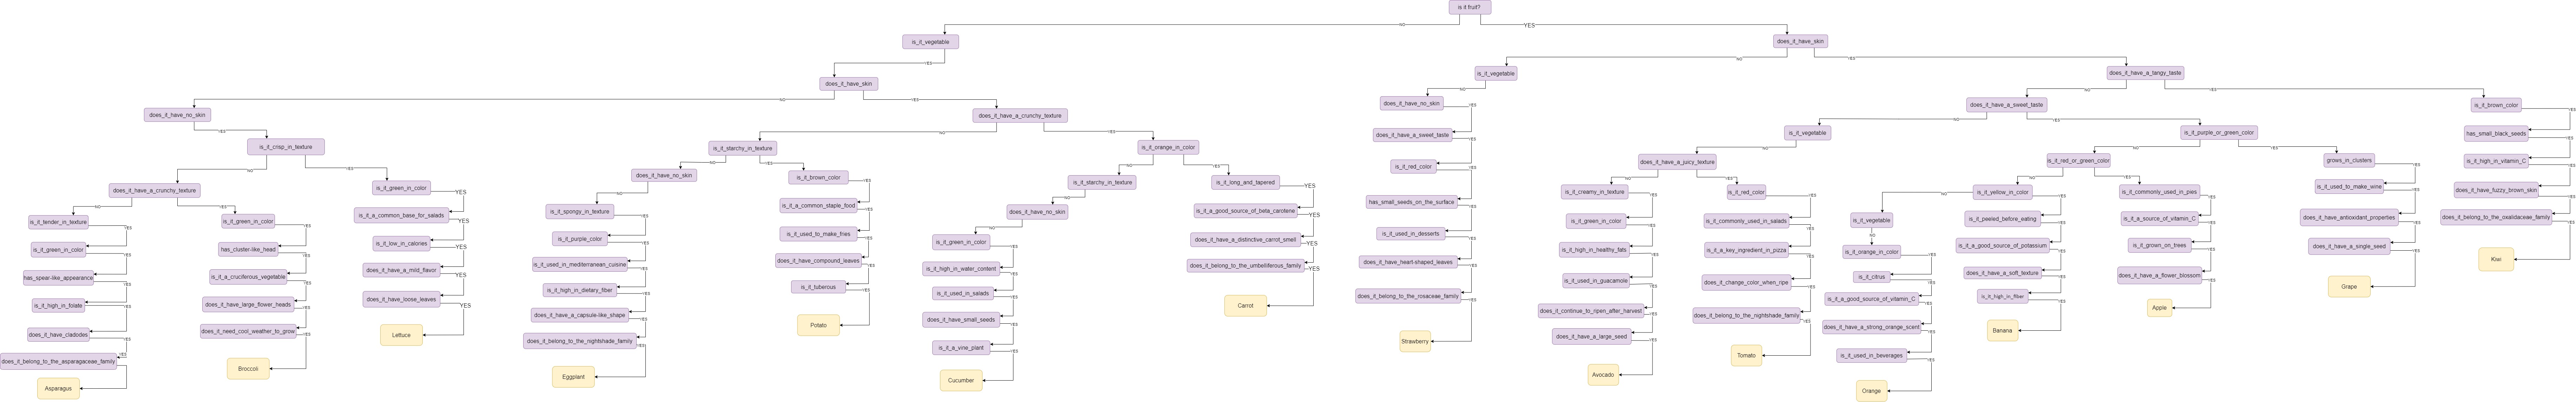 is it fruit?
NO
YES
is_it_vegetable
does_it_have_skin
YES
NO
YES
does_it_have_skin
is_it_vegetable
does_it_have_a_tangy_taste
NO
YES
NO
NO
YES
does_it_have_no_skin
does_it_have_a_crunchy_texture
does_it_have_no_skin
does_it_have_a_sweet_taste
is_it_brown_color
YES
NO
YES
YES
NO
YES
YES
is_it_crisp_in_texture
is_it_starchy_in_texture
is_it_orange_in_color
does_it_have_a_sweet_taste
is_it_vegetable
is_it_purple_or_green_color
has_small_black_seeds
NO
YES
NO
YES
NO
YES
YES
NO
NO
YES
YES
does_it_have_a_crunchy_texture
is_it_green_in_color
does_it_have_no_skin
is_it_brown_color
is_it_starchy_in_texture
is_it_long_and_tapered
is_it_red_color
does_it_have_a_juicy_texture
is_it_red_or_green_color
grows_in_clusters
is_it_high_in_vitamin_C
NO
YES
YES
NO
YES
NO
YES
YES
NO
YES
NO
YES
YES
YES
is_it_tender_in_texture
is_it_green_in_color
is_it_a_common_base_for_salads
is_it_spongy_in_texture
is_it_a_common_staple_food
does_it_have_no_skin
is_it_a_good_source_of_beta_carotene
has_small_seeds_on_the_surface
is_it_creamy_in_texture
is_it_red_color
is_it_yellow_in_color
is_it_commonly_used_in_pies
is_it_used_to_make_wine
does_it_have_fuzzy_brown_skin
YES
YES
YES
YES
YES
NO
YES
YES
YES
YES
NO
YES
YES
YES
YES
is_it_green_in_color
has_cluster-like_head
is_it_low_in_calories
is_it_purple_color
is_it_used_to_make_fries
is_it_green_in_color
does_it_have_a_distinctive_carrot_smell
is_it_used_in_desserts
is_it_green_in_color
is_it_commonly_used_in_salads
is_it_vegetable
is_it_peeled_before_eating
is_it_a_source_of_vitamin_C
does_it_have_antioxidant_properties
does_it_belong_to_the_oxalidaceae_family
YES
YES
YES
YES
YES
YES
YES
YES
YES
YES
NO
YES
YES
YES
YES
has_spear-like_appearance
is_it_a_cruciferous_vegetable
does_it_have_a_mild_flavor
is_it_used_in_mediterranean_cuisine
does_it_have_compound_leaves
is_it_high_in_water_content
does_it_belong_to_the_umbelliferous_family
does_it_have_heart-shaped_leaves
is_it_high_in_healthy_fats
is_it_a_key_ingredient_in_pizza
is_it_orange_in_color
is_it_a_good_source_of_potassium
is_it_grown_on_trees
does_it_have_a_single_seed
Kiwi
YES
YES
YES
YES
YES
YES
YES
YES
YES
YES
YES
YES
YES
YES
is_it_high_in_folate
does_it_have_large_flower_heads
does_it_have_loose_leaves
is_it_high_in_dietary_fiber
is_it_tuberous
is_it_used_in_salads
Carrot
does_it_belong_to_the_rosaceae_family
is_it_used_in_guacamole
does_it_change_color_when_ripe
is_it_citrus
does_it_have_a_soft_texture
does_it_have_a_flower_blossom
Grape
YES
YES
YES
YES
YES
YES
YES
YES
YES
YES
YES
YES
does_it_have_cladodes
does_it_need_cool_weather_to_grow
Lettuce
does_it_have_a_capsule-like_shape
Potato
does_it_have_small_seeds
Strawberry
does_it_continue_to_ripen_after_harvest
does_it_belong_to_the_nightshade_family
is_it_a_good_source_of_vitamin_C
is_it_high_in_fiber
Apple
YES
YES
YES
YES
YES
YES
YES
YES
does_it_belong_to_the_asparagaceae_family
Broccoli
does_it_belong_to_the_nightshade_family
is_it_a_vine_plant
does_it_have_a_large_seed
Tomato
does_it_have_a_strong_orange_scent
Banana
YES
YES
YES
YES
YES
Asparagus
Eggplant
Cucumber
Avocado
is_it_used_in_beverages
YES
Orange